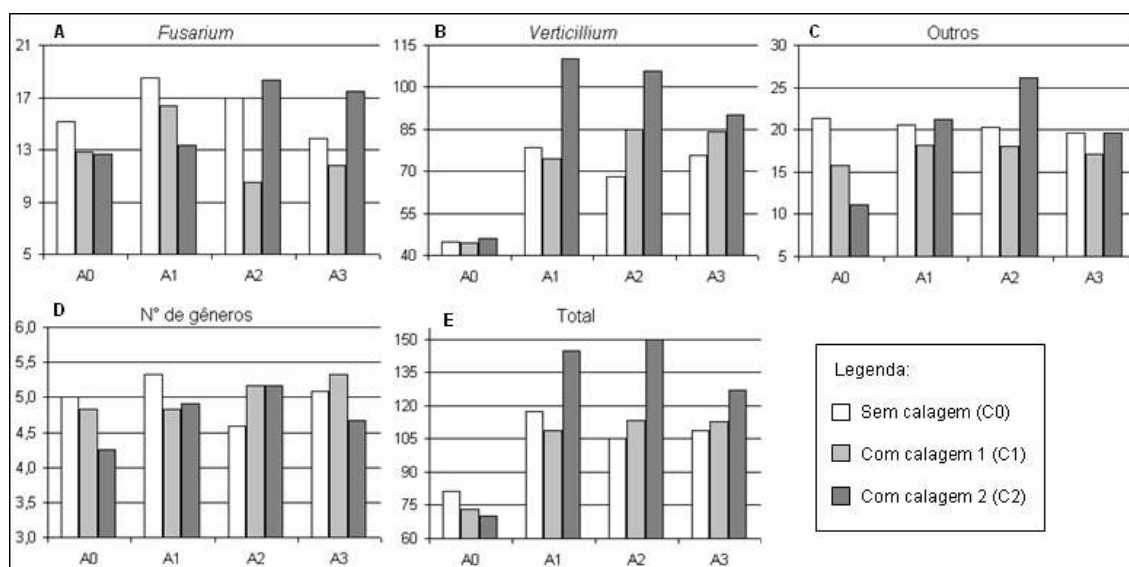 A Fusarium
21
17
13
9
5
A0 A1 A2 A3
B Verticillium
115
100
85
70
55
40
A0 A1 A2 A3
C Outros
30
25
20
15
10
5
A0 A1 A2 A3
D N° de gêneros
6,0
5,5
5,0
4,5
4,0
3,5
3,0
A0 A1 A2 A3
E Total
150
135
120
105
90
75
60
A0 A1 A2 A3
Legenda:
Sem calagem (C0)
Com calagem 1 (C1)
Com calagem 2 (C2)